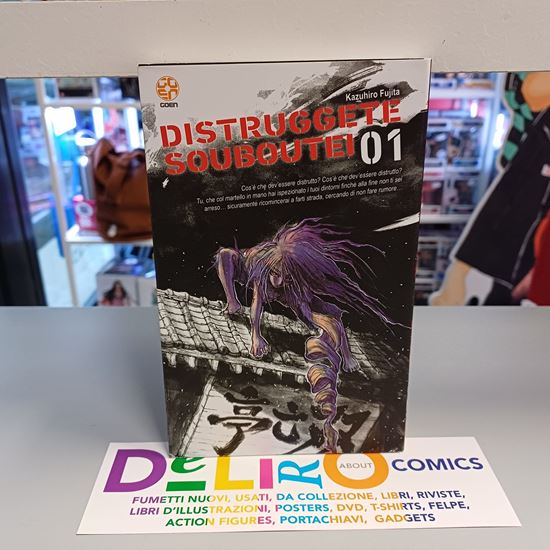 GOEN
Kazuhiro Fujita
DISTRUGGETE
SOUBOUTEI 01
Cos'è che dev'essere distrutto? Cos'è che dev'essere distrutto?
Tu, che col martello in mano hai ispezionato i tuoi dintorni finché alla fine non ti sei
arreso... sicuramente ricomincerai a farti strada, cercando di non fare rumore...
DELIRO
ABOUT
COMICS
FUMETTI NUOVI, USATI, DA COLLEZIONE, LIBRI, RIVISTE,
LIBRI D'ILLUSTRAZIONI, POSTERS, DVD, T-SHIRTS, FELPE,
ACTION FIGURES, PORTACHIAVI, GADGETS